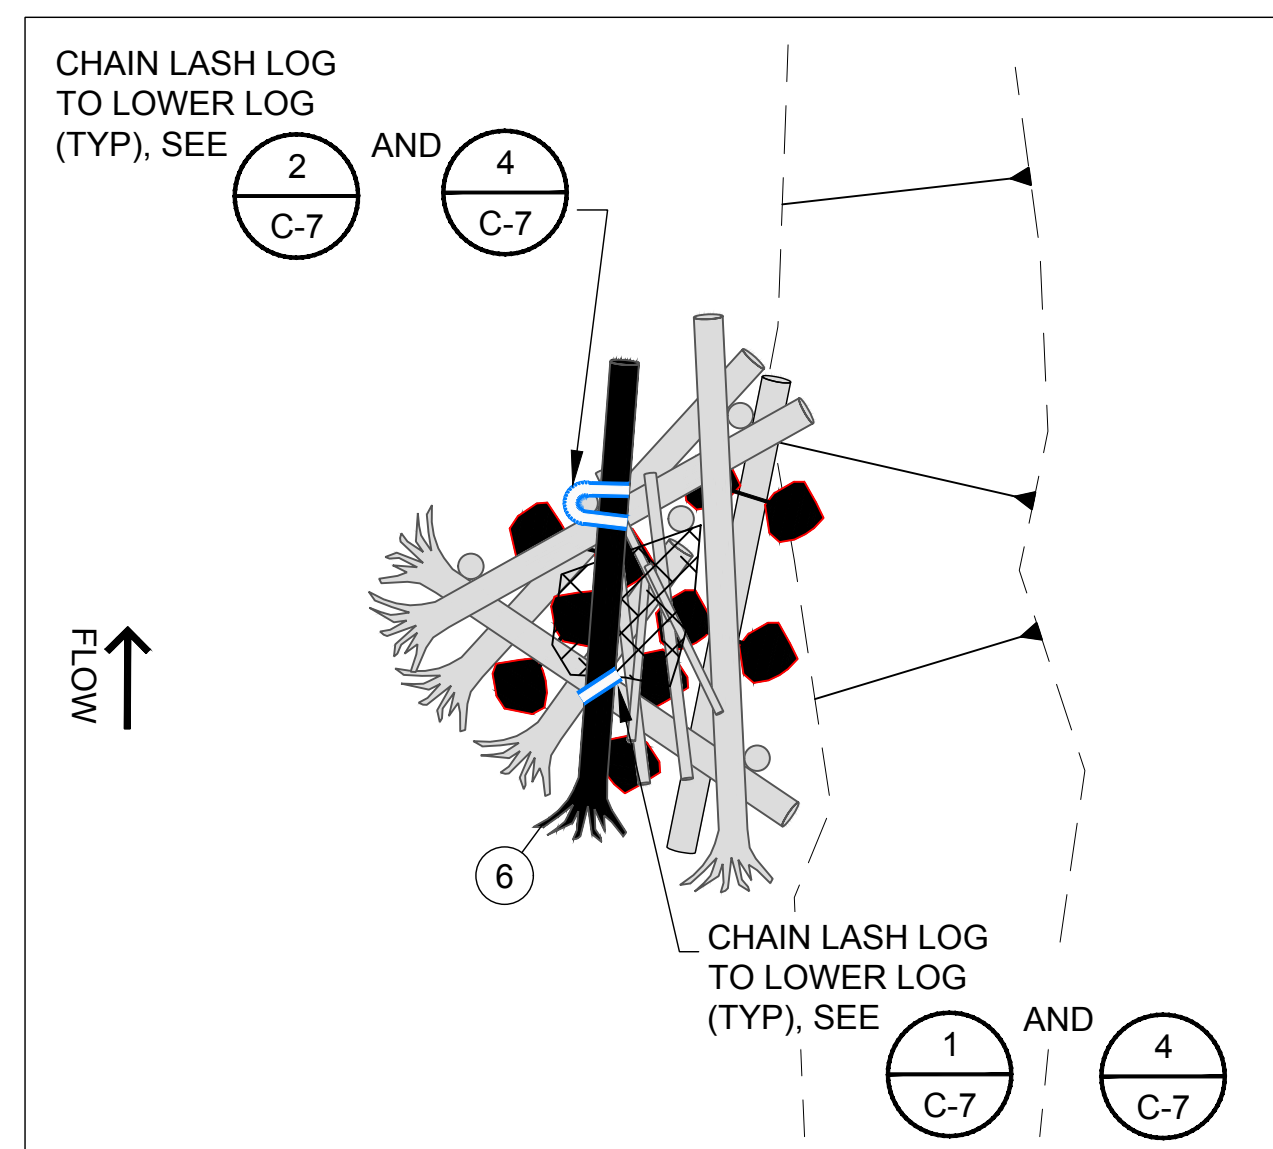 CHAIN LASH LOG
TO LOWER LOG
(TYP), SEE
2
C-7
AND
4
C-7
FLOW
6
CHAIN LASH LOG
TO LOWER LOG
(TYP), SEE
1
C-7
AND
4
C-7